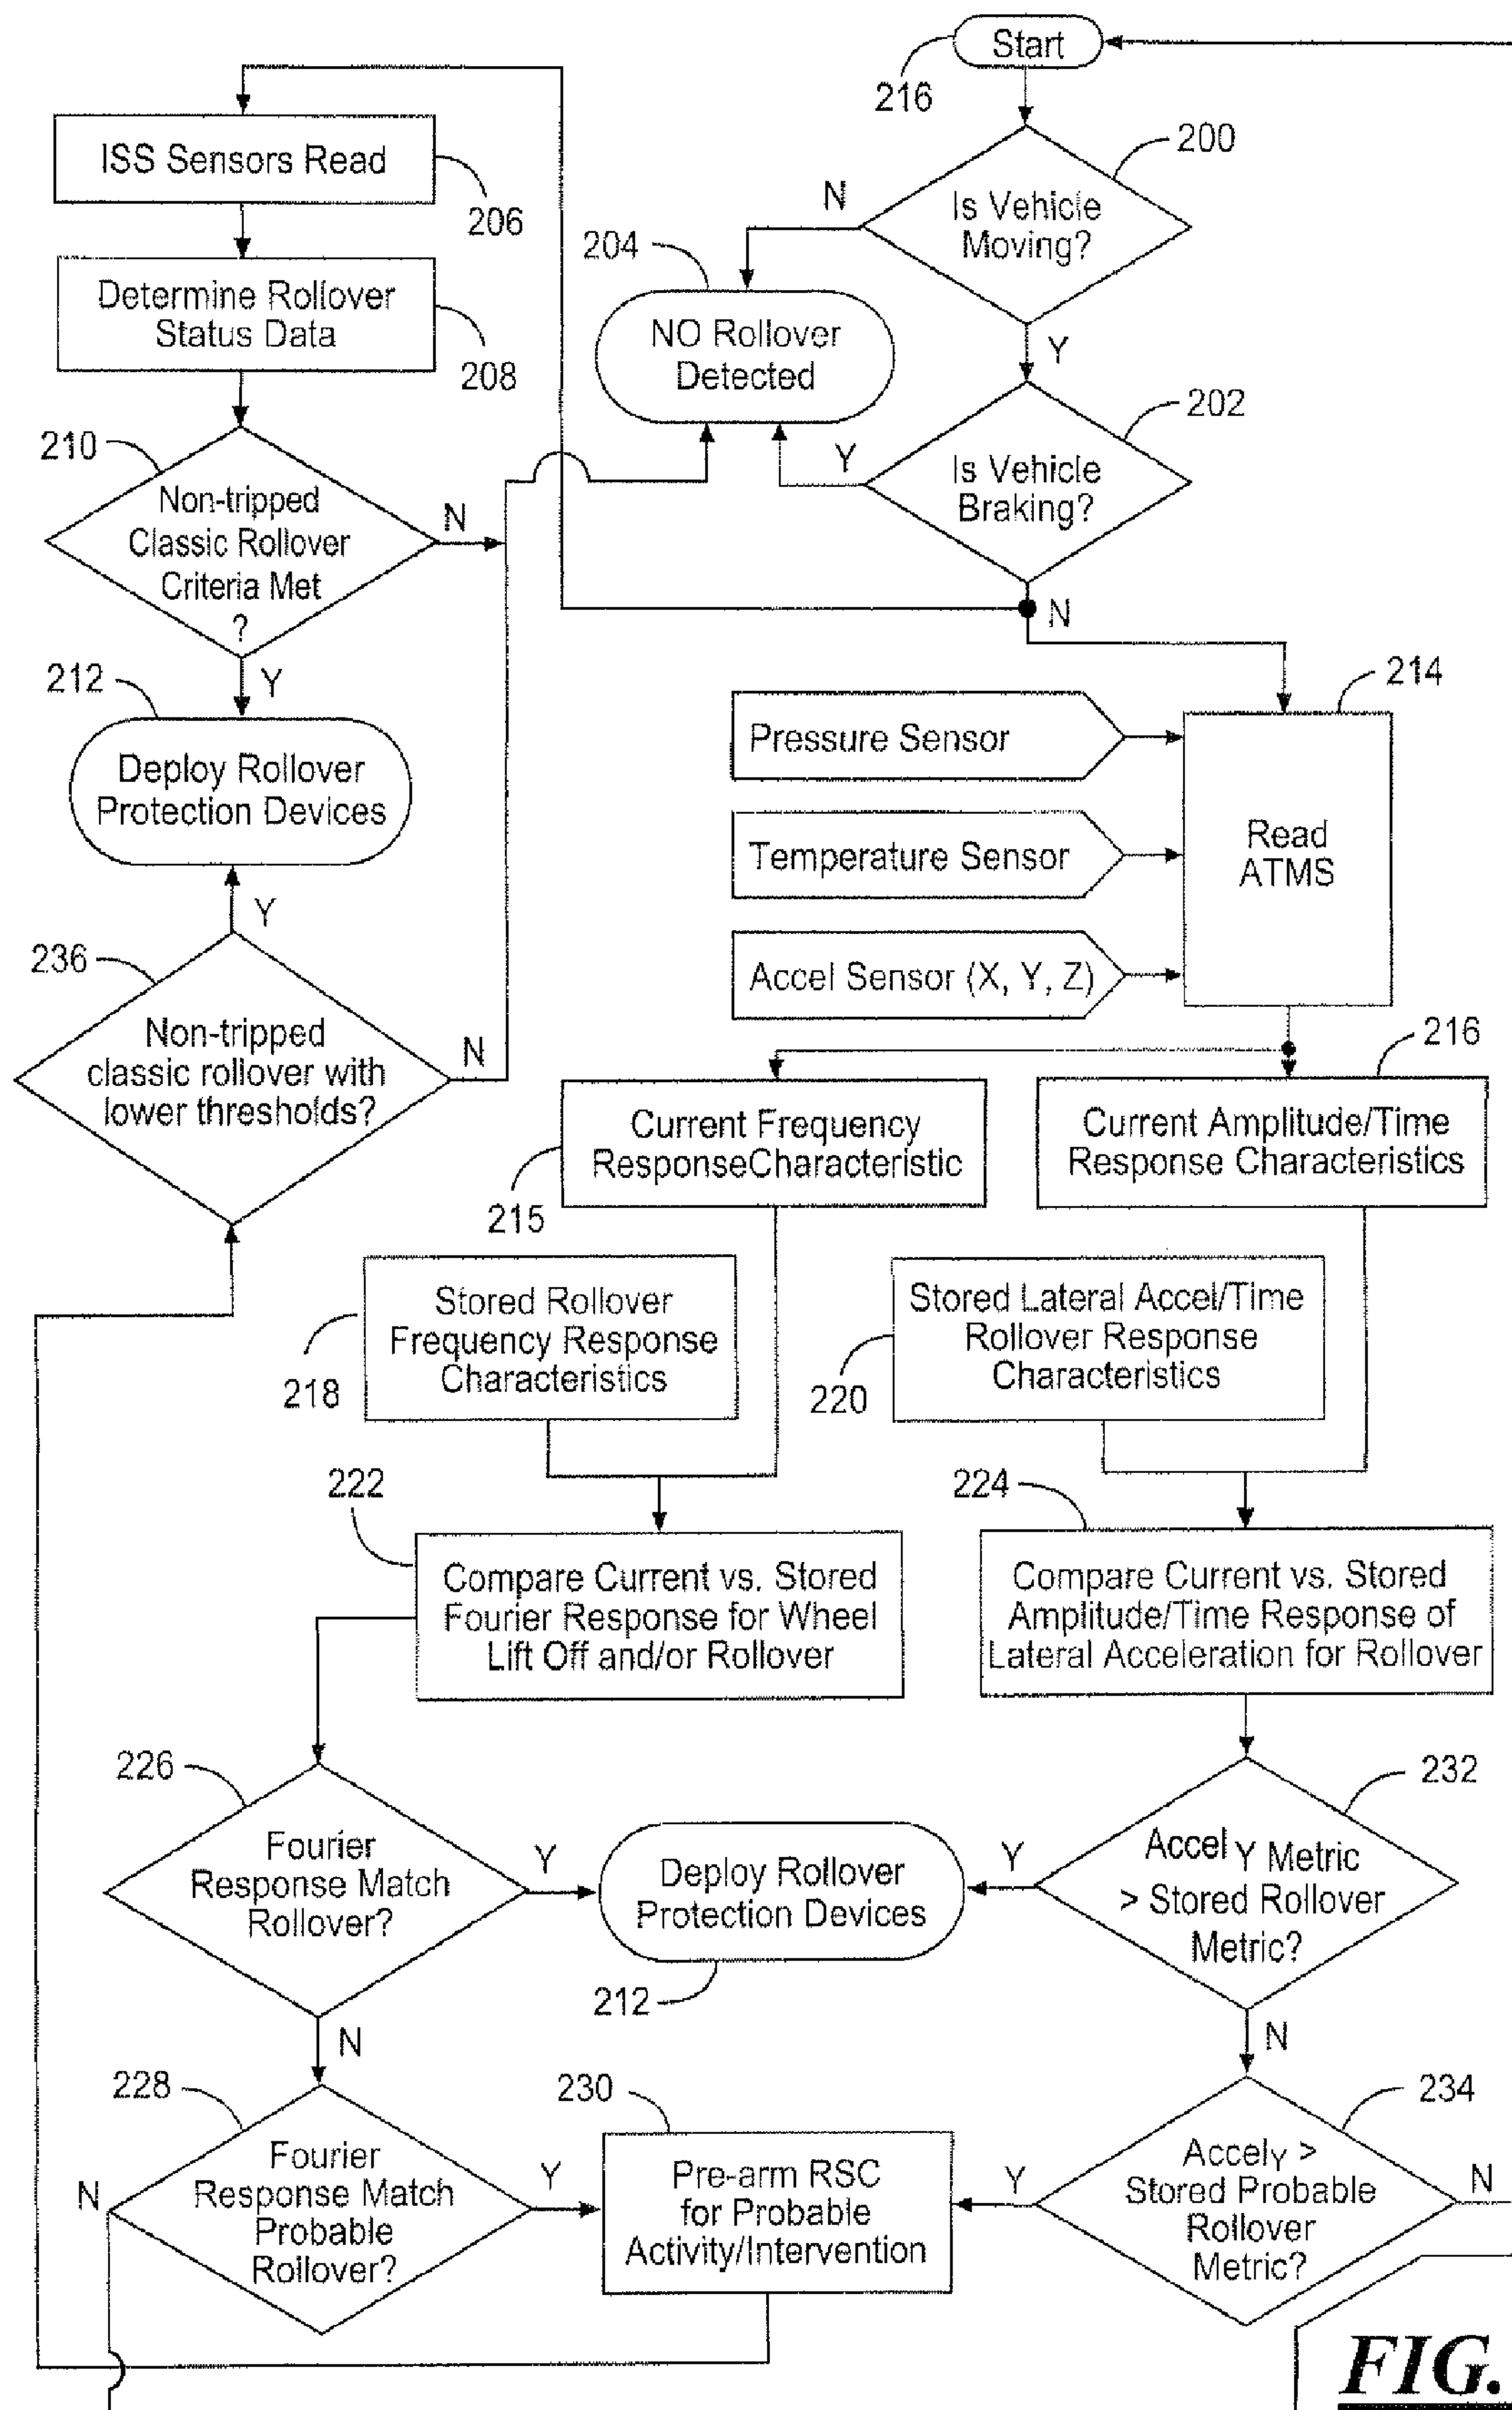 Start
216
ISS Sensors Read
206
200
Is Vehicle
Moving?
N
Y
204
NO Rollover
Detected
Determine Rollover
Status Data
208
202
Is Vehicle
Braking?
Y
N
210
Non-tripped
Classic Rollover
Criteria Met
?
N
Y
212
Deploy Rollover
Protection Devices
214
Pressure Sensor
Temperature Sensor
Accel Sensor (X, Y, Z)
Read
ATMS
Y
236
Non-tripped
classic rollover with
lower thresholds?
N
216
Current Frequency
ResponseCharacteristic
215
Current Amplitude/Time
Response Characteristics
Stored Rollover
Frequency Response
Characteristics
218
Stored Lateral Accel/Time
Rollover Response
Characteristics
220
222
Compare Current vs. Stored
Fourier Response for Wheel
Lift Off and/or Rollover
224
Compare Current vs. Stored
Amplitude/Time Response of
Lateral Acceleration for Rollover
226
Fourier
Response Match
Rollover?
Y
N
Deploy Rollover
Protection Devices
212
232
Accel Y Metric
> Stored Rollover
Metric?
Y
N
228
Fourier
Response Match
Probable
Rollover?
N
Y
230
Pre-arm RSC
for Probable
Activity/Intervention
234
AccelY >
Stored Probable
Rollover
Metric?
Y
N
FIG.